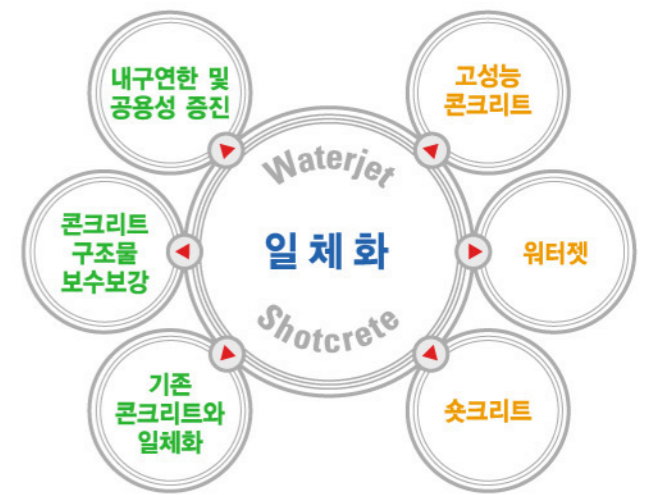 내구연한 및
공용성 증진
고성능
콘크리트
Waterjet
콘크리트
구조물
보수보강
일체화
워터젯
Shotcrete
기존
콘크리트와
일체화
숏크리트